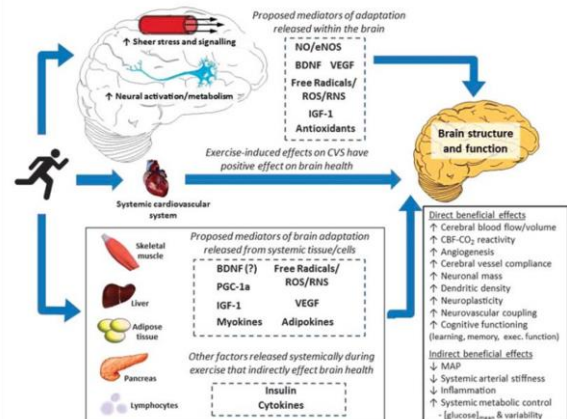 Proposed mediators of adaptation
released within the brain
↑ Sheer stress and signalling
↑ Neural activation/metabolism
NO/eNOS
BDNF VEGF
Free Radicals/
ROS/RNS
IGF-1
Antioxidants
Brain structure
and function
Exercise-induced effects on CVS have
positive effect on brain health
Systemic cardiovascular
system
Skeletal
muscle
Liver
Adipose
tissue
Pancreas
Lymphocytes
Proposed mediators of brain adaptation
released from systemic tissue/cells
BDNF (?)
PGC-1a
IGF-1
Myokines
Free Radicals/
ROS/RNS
VEGF
Adipokines
Other factors released systemically during
exercise that indirectly effect brain health
Insulin
Cytokines
Direct beneficial effects
↑ Cerebral blood flow/volume
↑ CBF-CO₂ reactivity
↑ Angiogenesis
↑ Cerebral vessel compliance
↑ Neuronal mass
↑ Dendritic density
↑ Neuroplasticity
↑ Neurovascular coupling
↑ Cognitive functioning
(learning, memory, exec. function)
Indirect beneficial effects
↓ MAP
↓ Systemic arterial stiffness
↓ Inflammation
↑ Systemic metabolic control
- [glucose] & variability